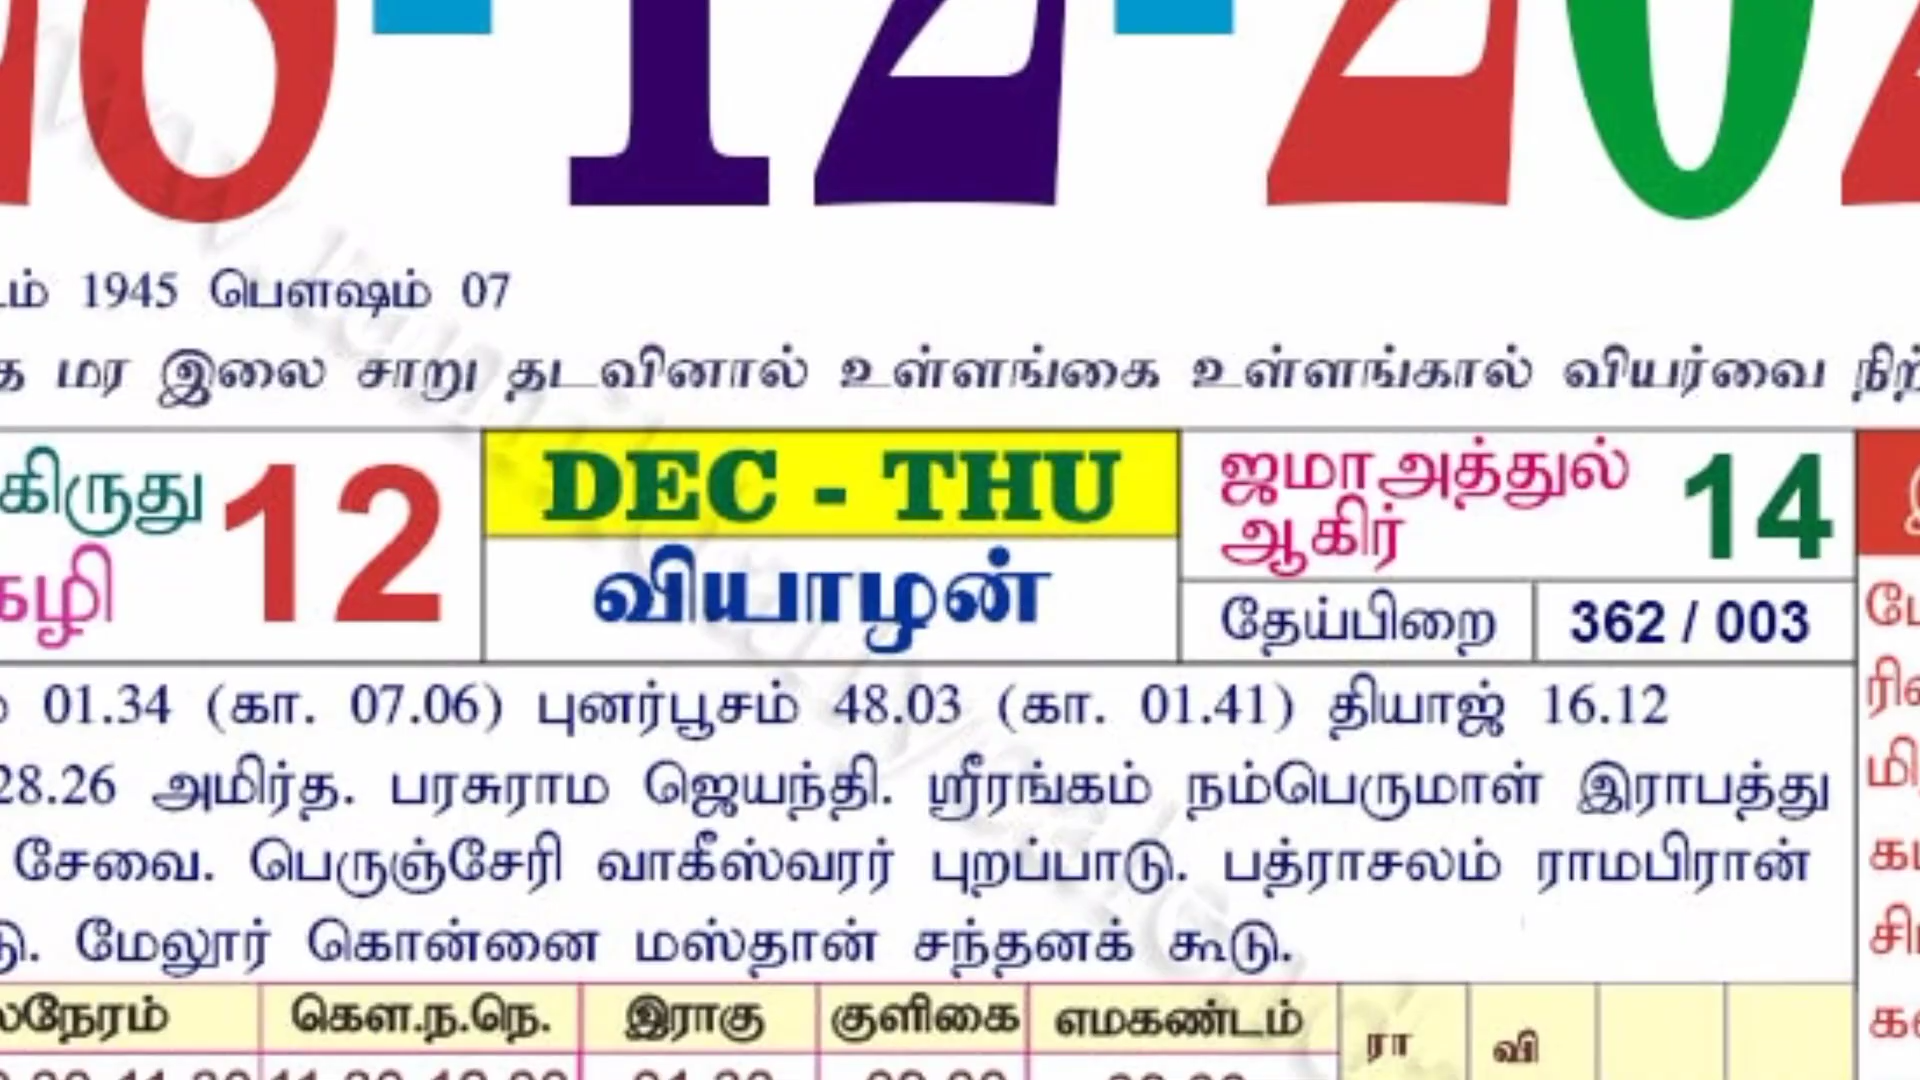 -12-20
1945 பௌஷம் 07
மர இலை சாறு தடவினால் உள்ளங்கை உள்ளங்கால் வியர்வை
12
DEC - THU
வியாழன்
ஜமாஅத்துல்
ஆகிர்
14
தேய்பிறை 362 / 003
01.34 (கா. 07.06) புனர்பூசம் 48.03 (கா. 01.41) தியாஜ் 16.12
28.26 அமிர்த. பரசுராம ஜெயந்தி. ஸ்ரீரங்கம் நம்பெருமாள் இராபத்து
சேவை. பெருஞ்சேரி வாகீஸ்வரர் புறப்பாடு. பத்ராசலம் ராமபிரான்
மேலூர் கொன்னை மஸ்தான் சந்தனக் கூடு.
கௌ.ந.நெ. இராகு குளிகை எமகண்டம் ரா வி